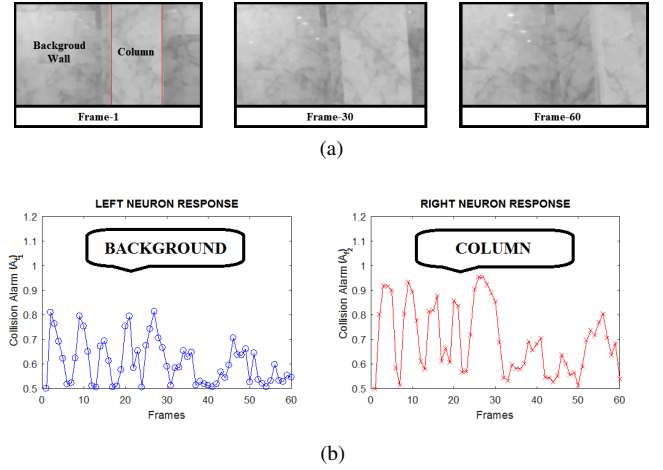 Backgroud
Wall
Column
Frame-1
Frame-30
Frame-60
(a)
LEFT NEURON RESPONSE
BACKGROUND
Collision Alarm (A_f1)
1.2
1.1
1
0.9
0.8
0.7
0.6
0.5
0 10 20 30 40 50 60
Frames
RIGHT NEURON RESPONSE
COLUMN
Collision Alarm (A_f2)
1.2
1.1
1
0.9
0.8
0.7
0.6
0.5
0 10 20 30 40 50 60
Frames
(b)